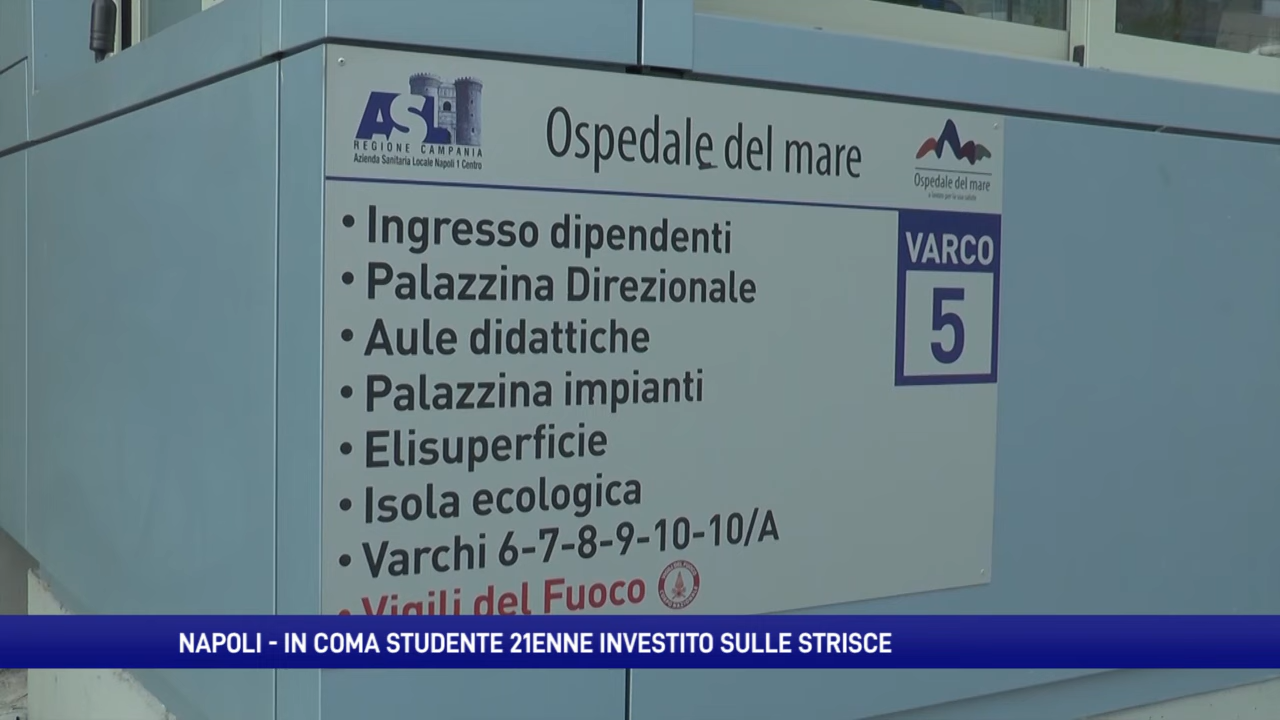 ASL
REGIONE CAMPANIA
Azienda Sanitaria Locale Napoli 1 Centro
Ospedale del mare
Ospedale del mare
VARCO
5
• Ingresso dipendenti
• Palazzina Direzionale
• Aule didattiche
• Palazzina impianti
• Elisuperficie
• Isola ecologica
• Varchi 6-7-8-9-10-10/A
• Vigili del Fuoco
NAPOLI - IN COMA STUDENTE 21ENNE INVESTITO SULLE STRISCE